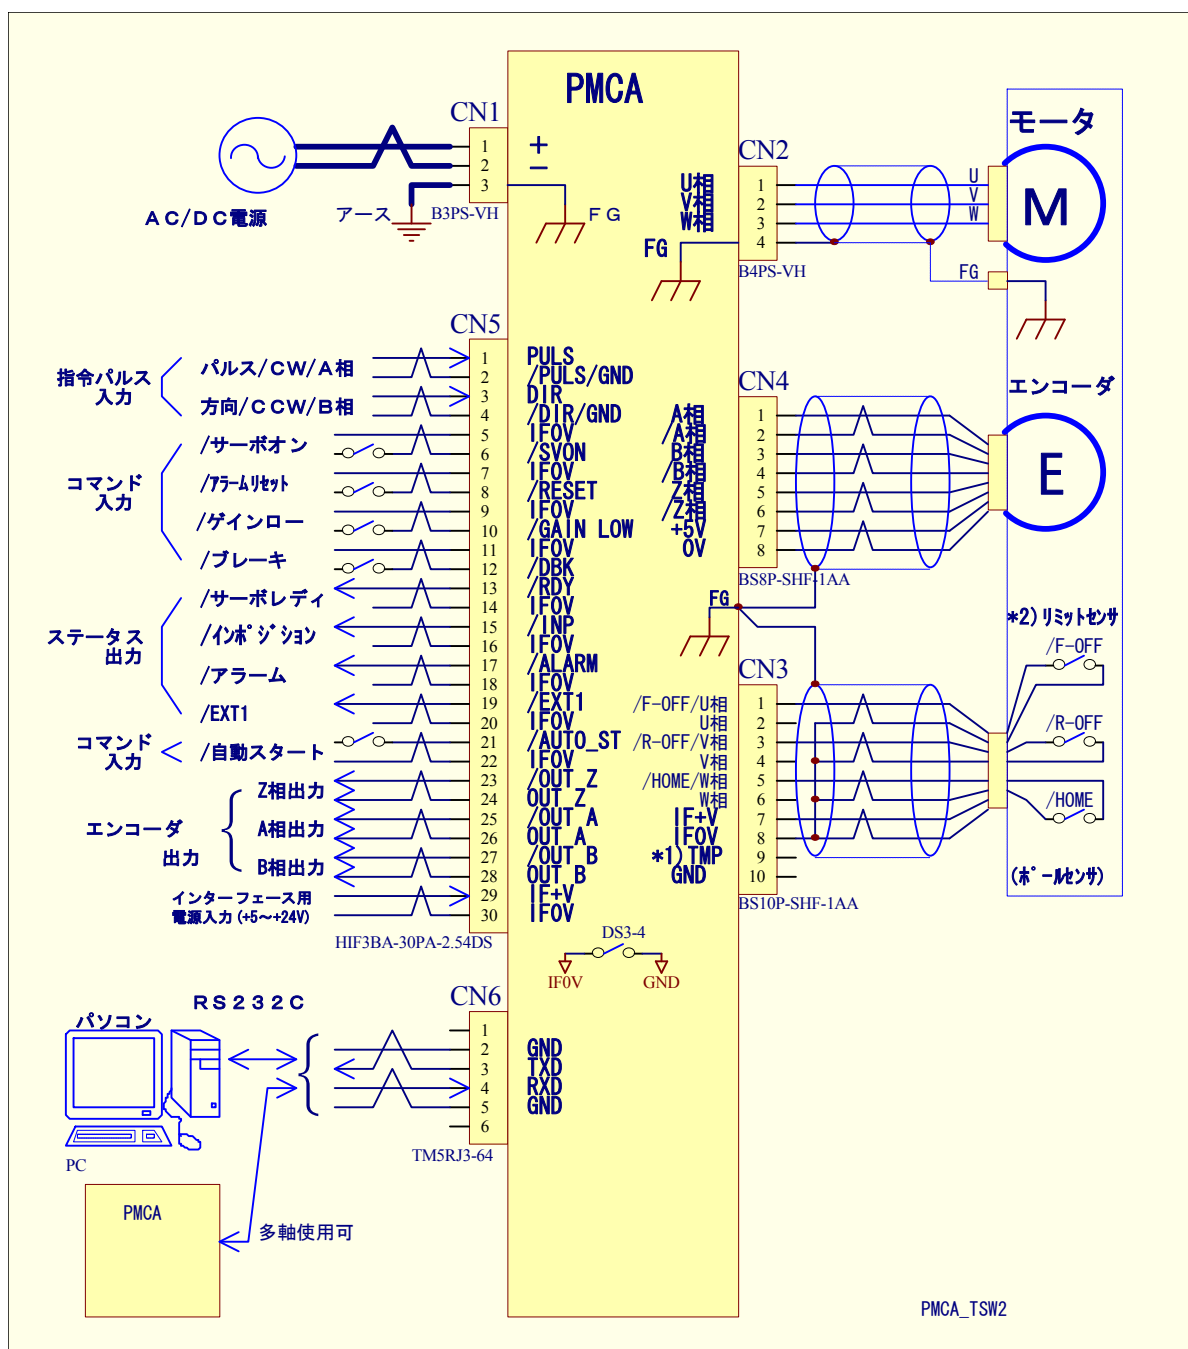 PMCA
CN1
1
2
3
+
-
AC/DC電源
アース
B3PS-VH
FG
CN2
U相
V相
W相
FG
1
2
3
4
B4PS-VH
U
V
W
FG
モータ
M
CN5
指令パルス
入力
パルス/CW/A相
方向/CCW/B相
コマンド
入力
/サーボオン
/アラームリセット
/ゲインロー
/ブレーキ
ステータス
出力
/サーボレディ
/インポジション
/アラーム
/EXT1
コマンド
入力
/自動スタート
エンコーダ
出力
Z相出力
A相出力
B相出力
インターフェース用
電源入力(+5~+24V)
1 PULS
2 /PULS/GND
3 DIR
4 /DIR/GND
5 IF0V
6 /SVON
7 IF0V
8 /RESET
9 IF0V
10 /GAIN LOW
11 IF0V
12 /DBK
13 /RDY
14 IF0V
15 /INP
16 IF0V
17 /ALARM
18 IF0V
19 /EXT1
20 IF0V
21 /AUTO_ST
22 IF0V
23 /OUT_Z
24 OUT_Z
25 /OUT_A
26 OUT_A
27 /OUT_B
28 OUT_B
29 IF+V
30 IF0V
HIF3BA-30PA-2.54DS
CN4
A相 1
/A相 2
B相 3
/B相 4
Z相 5
/Z相 6
+5V 7
0V 8
BS8P-SHF-1AA
エンコーダ
E
FG
CN3
/F-OFF/U相 1
U相 2
/R-OFF/V相 3
V相 4
/HOME/W相 5
W相 6
IF+V 7
IF0V 8
*1)TMP 9
GND 10
BS10P-SHF-1AA
*2)リミットセンサ
/F-OFF
/R-OFF
/HOME
(ポールセンサ)
DS3-4
IF0V
GND
CN6
RS232C
パソコン
PC
1
2 GND
3 TXD
4 RXD
5 GND
6
TM5RJ3-64
PMCA
多軸使用可
PMCA_TSW2